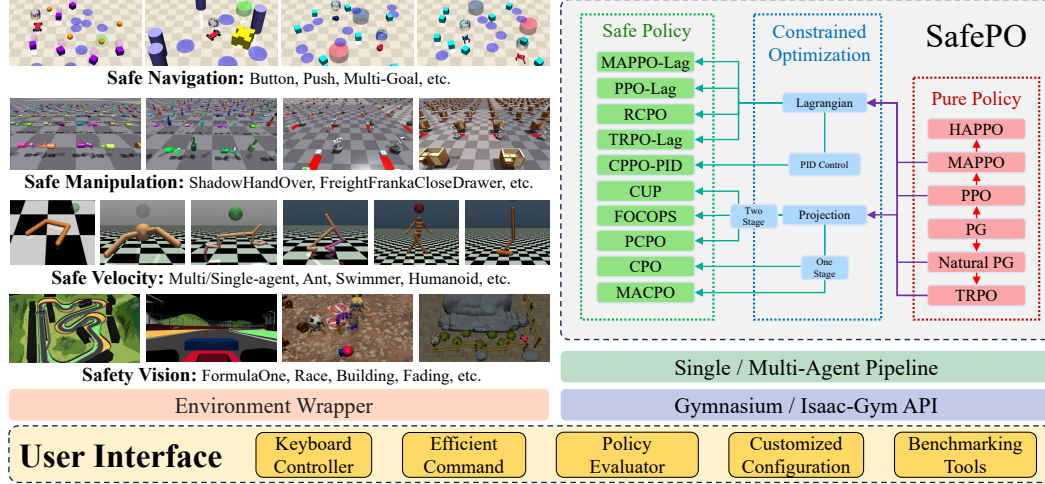 Safe Navigation: Button, Push, Multi-Goal, etc.
Safe Manipulation: ShadowHandOver, FreightFrankaCloseDrawer, etc.
Safe Velocity: Multi/Single-agent, Ant, Swimmer, Humanoid, etc.
Safety Vision: FormulaOne, Race, Building, Fading, etc.
Environment Wrapper
SafePO
Safe Policy
MAPPO-Lag
PPO-Lag
RCPO
TRPO-Lag
CPPO-PID
CUP
FOCOPS
PCPO
CPO
MACPO
Constrained
Optimization
Lagrangian
PID Control
Two
Stage
Projection
One
Stage
Pure Policy
HAPPO
MAPPO
PPO
PG
Natural PG
TRPO
Single / Multi-Agent Pipeline
Gymnasium / Isaac-Gym API
User Interface
Keyboard
Controller
Efficient
Command
Policy
Evaluator
Customized
Configuration
Benchmarking
Tools